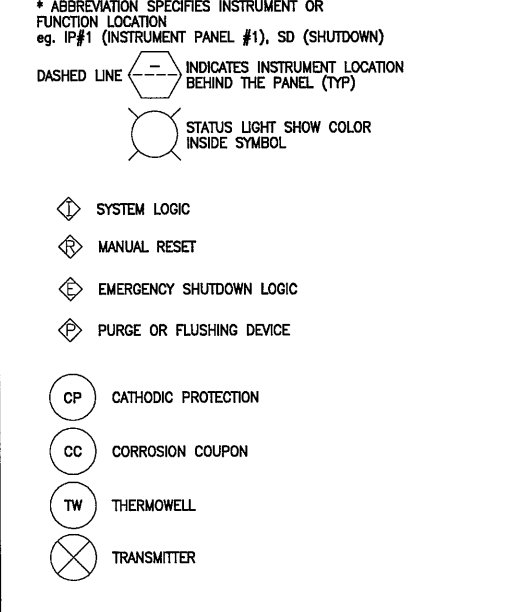 * ABBREVIATION SPECIFIES INSTRUMENT OR
FUNCTION LOCATION
eg. IP#1 (INSTRUMENT PANEL #1), SD (SHUTDOWN)
DASHED LINE - INDICATES INSTRUMENT LOCATION
BEHIND THE PANEL (TYP)
STATUS LIGHT SHOW COLOR
INSIDE SYMBOL
I SYSTEM LOGIC
R MANUAL RESET
E EMERGENCY SHUTDOWN LOGIC
P PURGE OR FLUSHING DEVICE
CP CATHODIC PROTECTION
CC CORROSION COUPON
TW THERMOWELL
TRANSMITTER